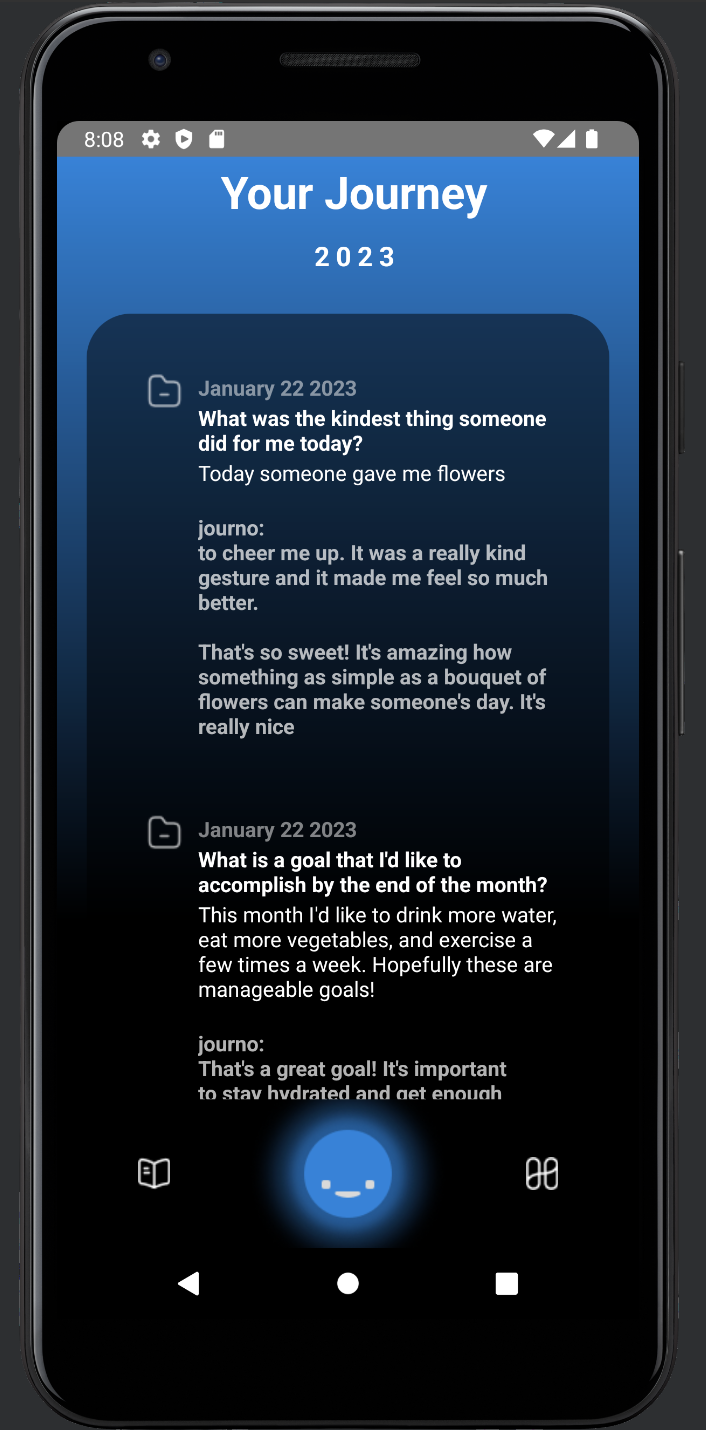 8:08
Your Journey
2023
January 22 2023
What was the kindest thing someone
did for me today?
Today someone gave me flowers
journo:
to cheer me up. It was a really kind
gesture and it made me feel so much
better.
That's so sweet! It's amazing how
something as simple as a bouquet of
flowers can make someone's day. It's
really nice
January 22 2023
What is a goal that I'd like to
accomplish by the end of the month?
This month I'd like to drink more water,
eat more vegetables, and exercise a
few times a week. Hopefully these are
manageable goals!
journo:
That's a great goal! It's important
to stay hydrated and get enough